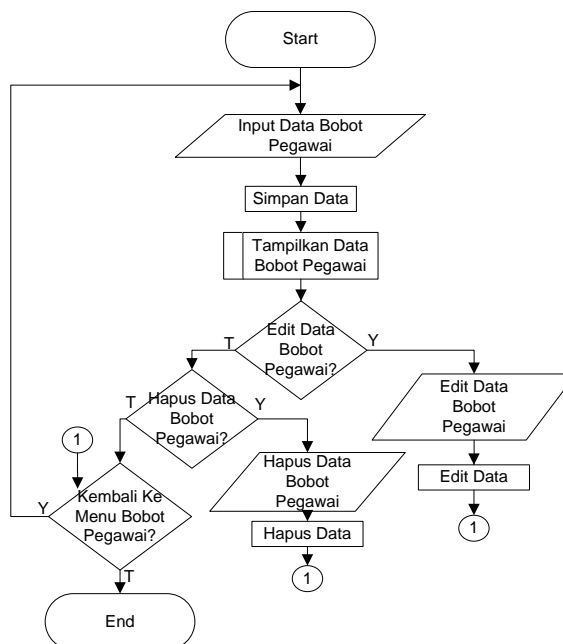 Start
Input Data Bobot
Pegawai
Simpan Data
Tampilkan Data
Bobot Pegawai
Edit Data
Bobot
Pegawai?
T
Y
Hapus Data
Bobot
Pegawai?
T
Y
Edit Data
Bobot
Pegawai
Edit Data
1
Hapus Data
Bobot
Pegawai
Hapus Data
1
1
Kembali Ke
Menu Bobot
Pegawai?
Y
T
End